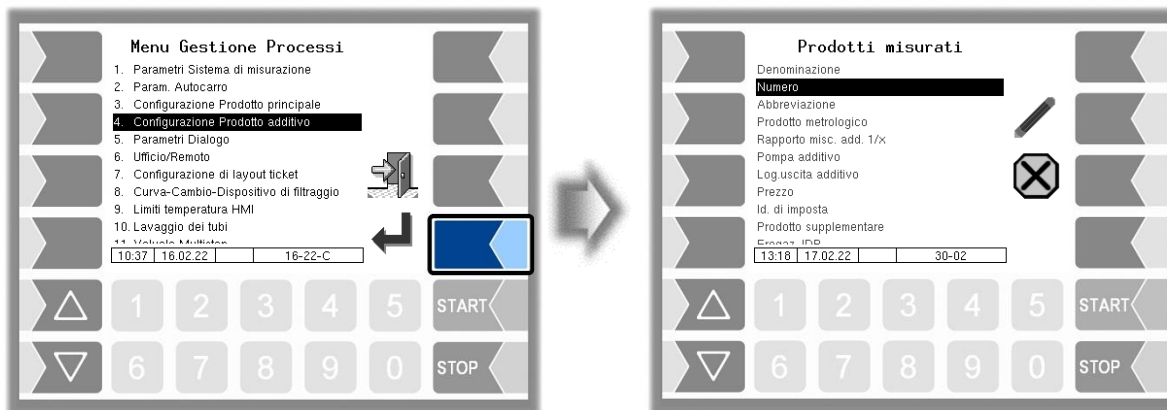 Menu Gestione Processi
1. Parametri Sistema di misurazione
2. Param. Autocarro
3. Configurazione Prodotto principale
4. Configurazione Prodotto additivo
5. Parametri Dialogo
6. Ufficio/Remoto
7. Configurazione di layout ticket
8. Curva-Cambio-Dispositivo di filtraggio
9. Limiti temperatura HMI
10. Lavaggio dei tubi
10:37 16.02.22 16-22-C
1 2 3 4 5 START
6 7 8 9 0 STOP
Prodotti misurati
Denominazione
Numero
Abbreviazione
Prodotto metrologico
Rapporto misc. add. 1/x
Pompa additivo
Log.uscita additivo
Prezzo
Id. di imposta
Prodotto supplementare
13:18 17.02.22 30-02
1 2 3 4 5 START
6 7 8 9 0 STOP